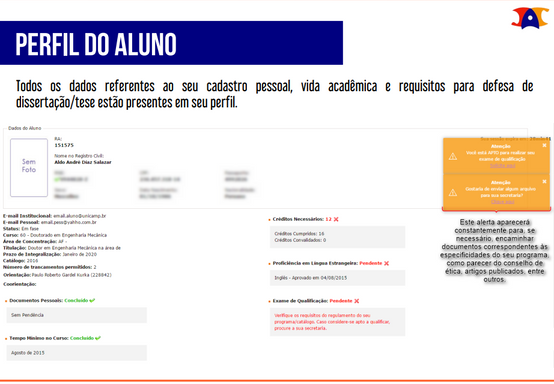 PERFIL DO ALUNO
Todos os dados referentes ao seu cadastro pessoal, vida acadêmica e requisitos para defesa de
dissertação/tese estão presentes em seu perfil.
Dados do Aluno
Sem
Foto
RA:
151575
Nome no Registro Civil:
Aldo André Díaz Salazar
Atenção
Você está APTO para realizar seu
exame de qualificação
Atenção
Gostaria de enviar algum arquivo
para sua secretaria?
Este alerta aparecerá
constantemente para, se
necessário, encaminhar
documentos correspondentes às
especificidades do seu programa,
como parecer do conselho de
ética, artigos publicados, entre
outros.
E-mail Institucional: email.aluno@unicamp.br
E-mail Pessoal: email.pess@yahho.com.br
Status: Em fase
Curso: 60 - Doutorado em Engenharia Mecânica
Área de Concentração: AF -
Titulação: Doutor em Engenharia Mecânica na área de
Prazo de Integralização: Janeiro de 2020
Catálogo: 2016
Número de trancamentos permitidos: 2
Orientação: Paulo Roberto Gardel Kurka (228842)
Coorientação:
Documentos Pessoais: Concluído
Sem Pendência
Tempo Mínimo no Curso: Concluído
Agosto de 2015
Créditos Necessários: 12
Créditos Cumpridos: 16
Créditos Convalidados: 0
Proficiência em Língua Estrangeira: Pendente
Inglês - Aprovado em 04/08/2015
Exame de Qualificação: Pendente
Verifique os requisitos do regulamento do seu
programa/catálogo. Caso considere-se apto a qualificar,
procure a sua secretaria.